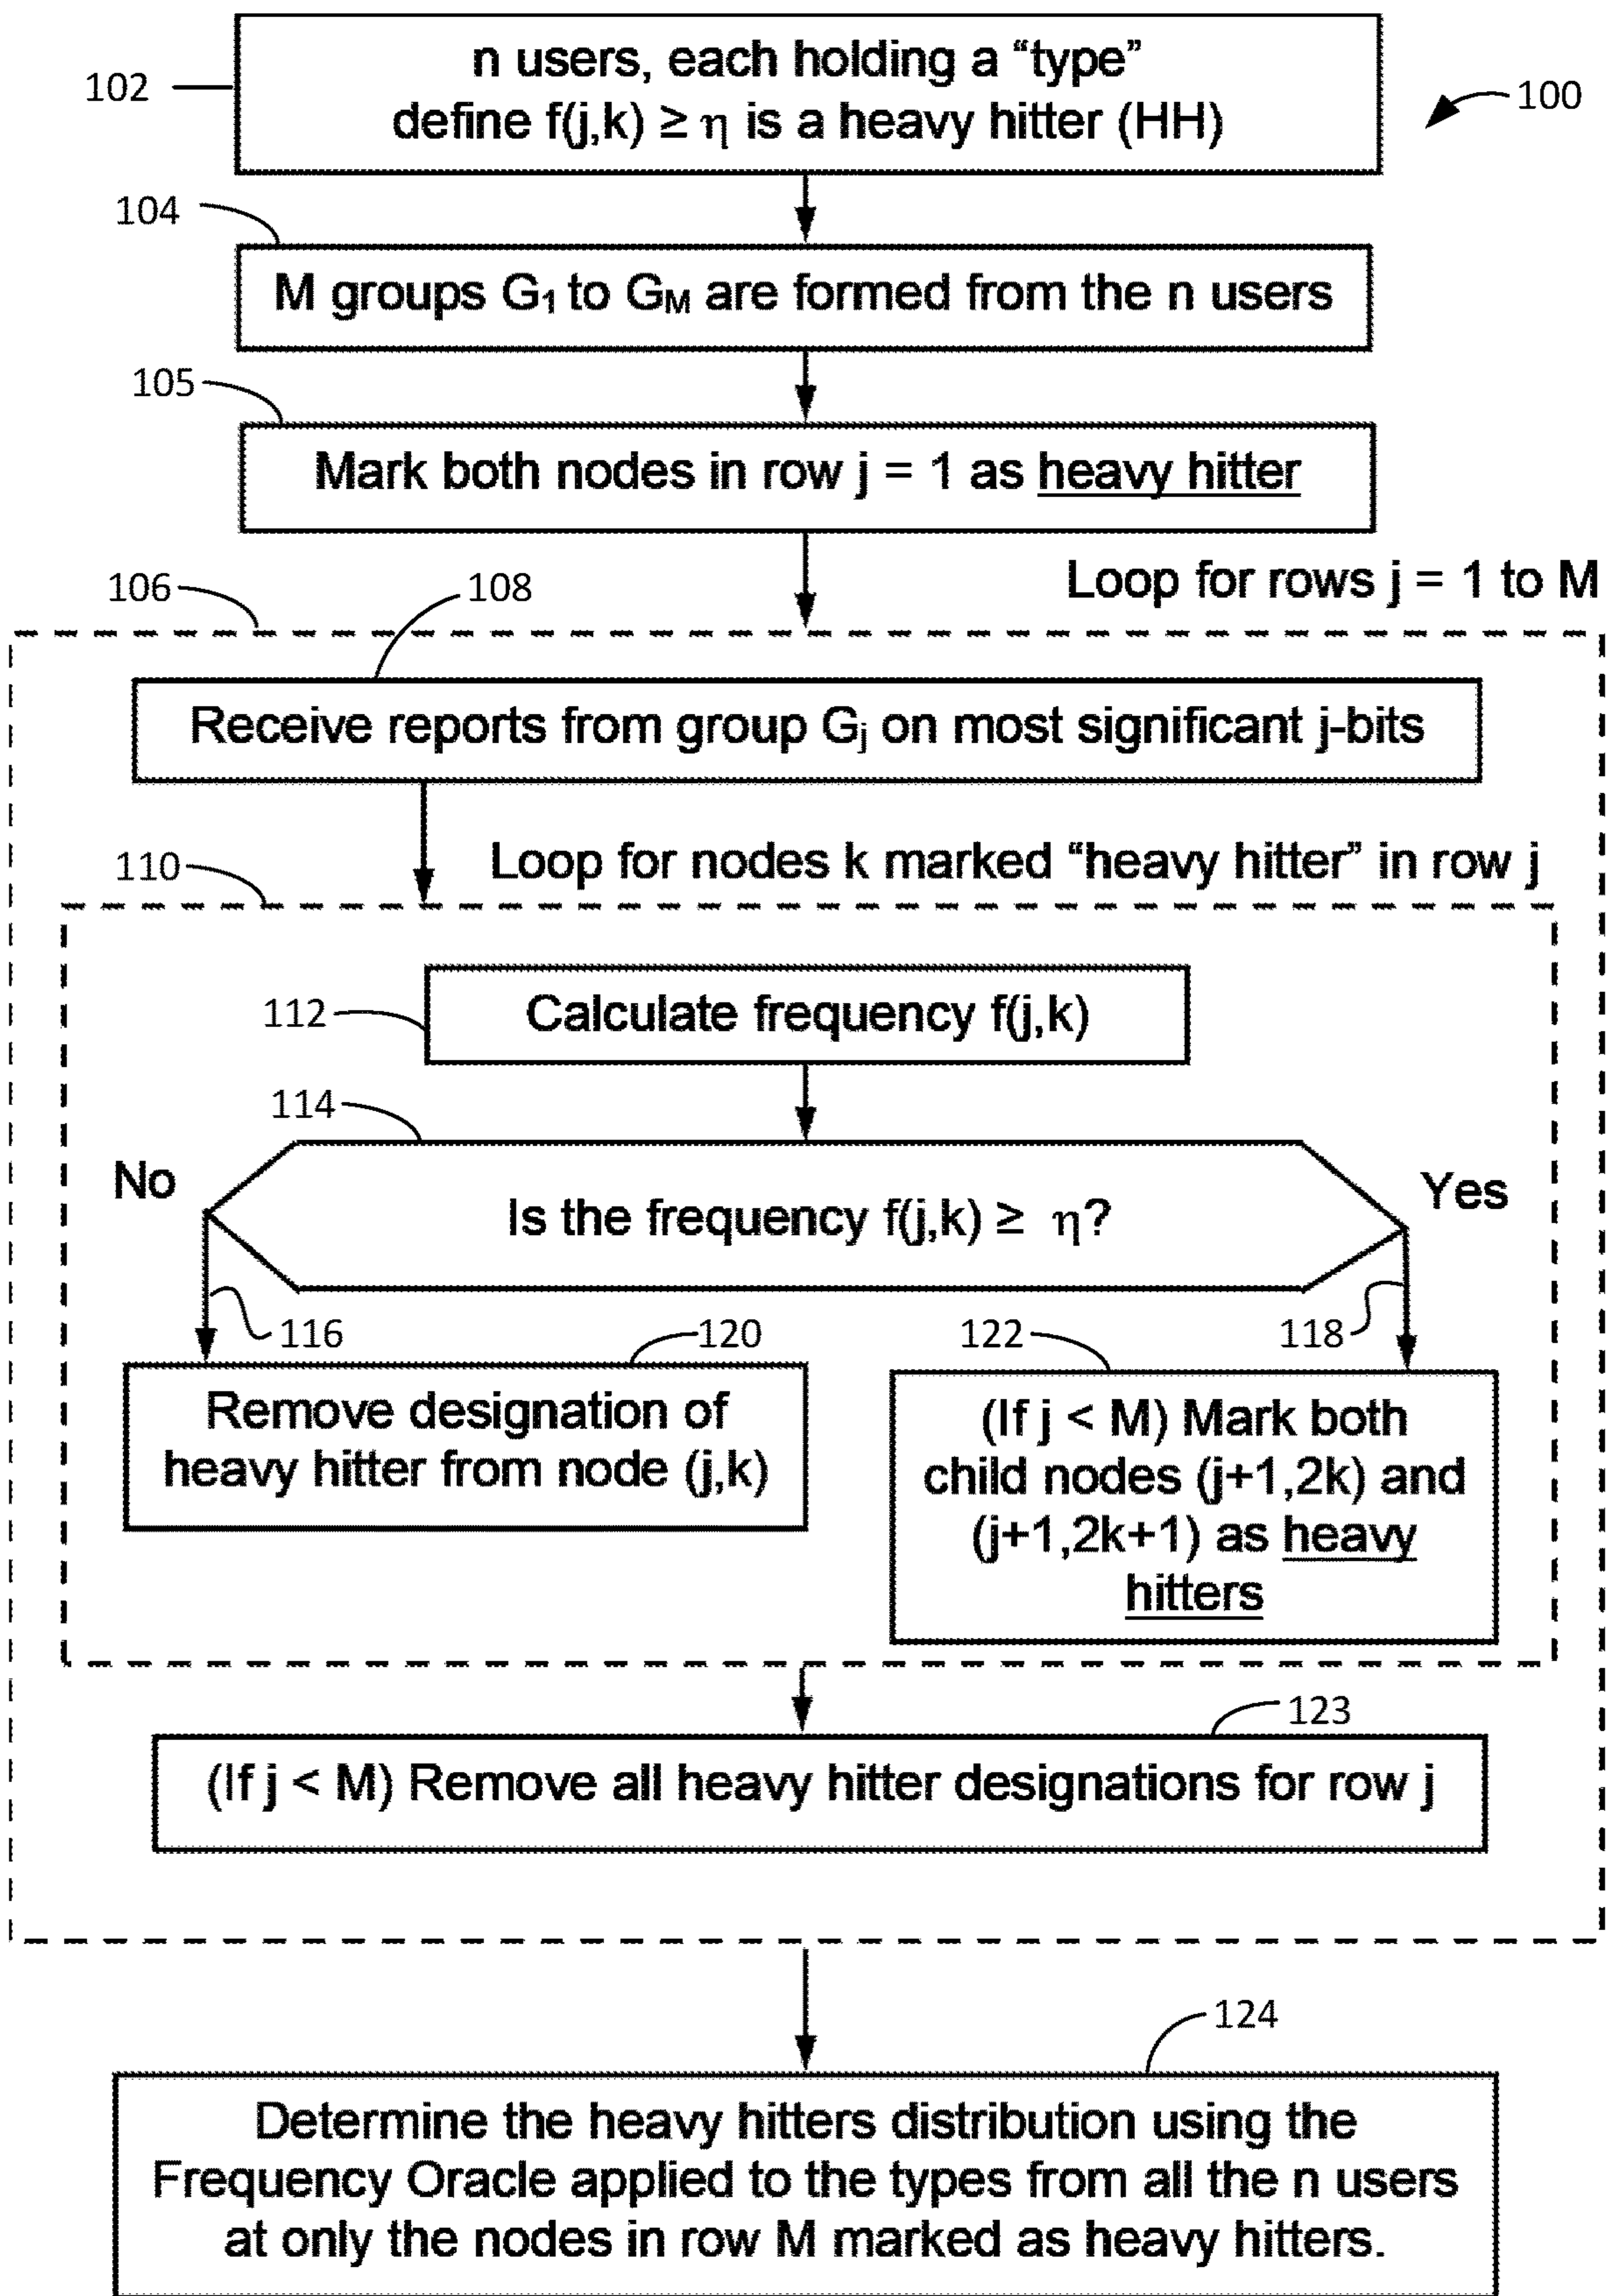 n users, each holding a “type”
define f(j,k) ≥ η is a heavy hitter (HH)
102
100
104
M groups G₁ to G_M are formed from the n users
105
Mark both nodes in row j = 1 as heavy hitter
Loop for rows j = 1 to M
106
108
Receive reports from group Gⱼ on most significant j-bits
110
Loop for nodes k marked “heavy hitter” in row j
112
Calculate frequency f(j,k)
114
No
Yes
Is the frequency f(j,k) ≥ η?
116
120
122
118
Remove designation of
heavy hitter from node (j,k)
(If j < M) Mark both
child nodes (j+1,2k) and
(j+1,2k+1) as heavy
hitters
123
(If j < M) Remove all heavy hitter designations for row j
124
Determine the heavy hitters distribution using the
Frequency Oracle applied to the types from all the n users
at only the nodes in row M marked as heavy hitters.